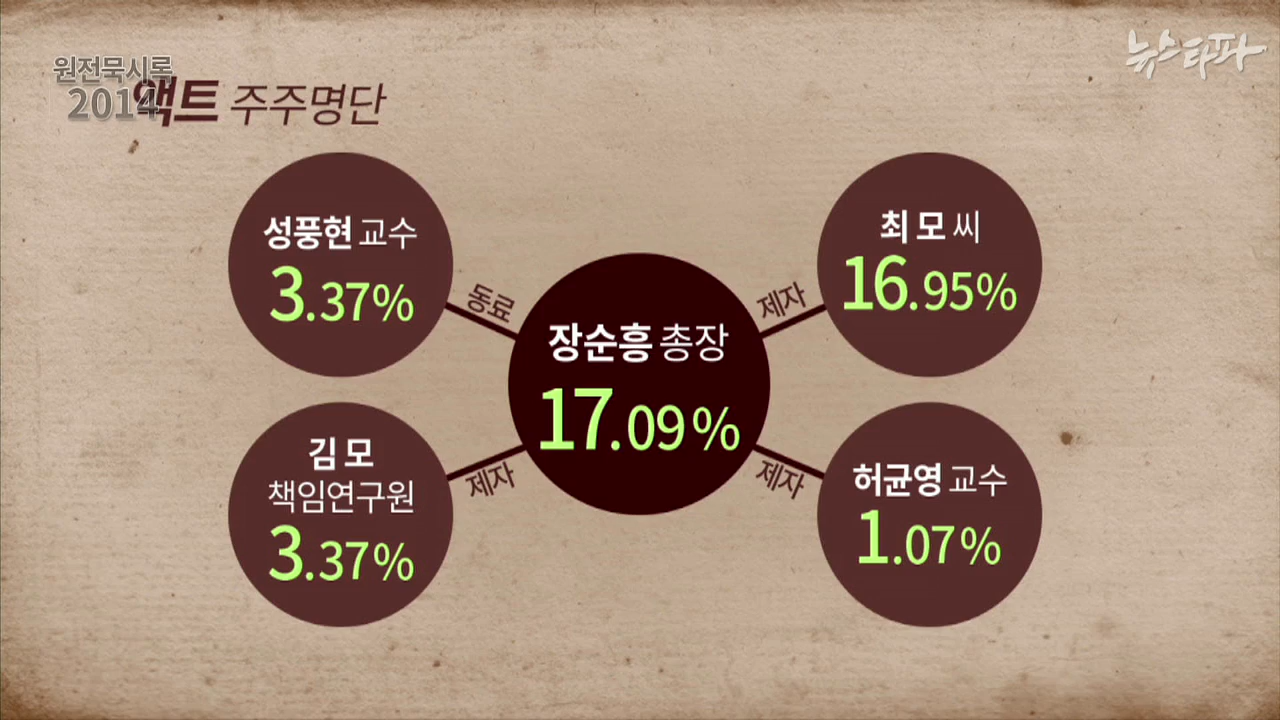 원전묵시록
2014
액트 주주명단
뉴스타파
성풍현 교수
3.37%
동료
최 모 씨
16.95%
제자
장순흥 총장
17.09%
김 모
책임연구원
3.37%
제자
허균영 교수
1.07%
제자